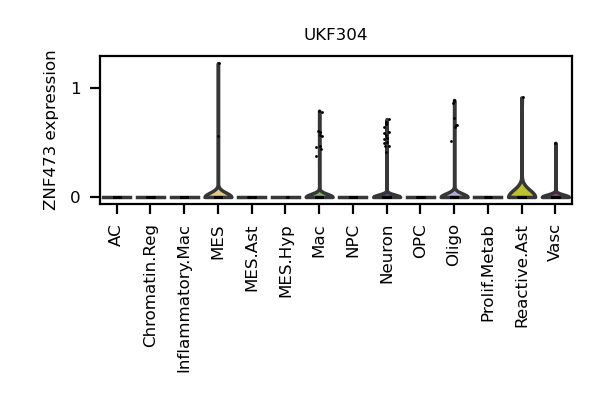 UKF304
ZNF473 expression
1
0
AC
Chromatin.Reg
Inflammatory.Mac
MES
MES.Ast
MES.Hyp
Mac
NPC
Neuron
OPC
Oligo
Prolif.Metab
Reactive.Ast
Vasc